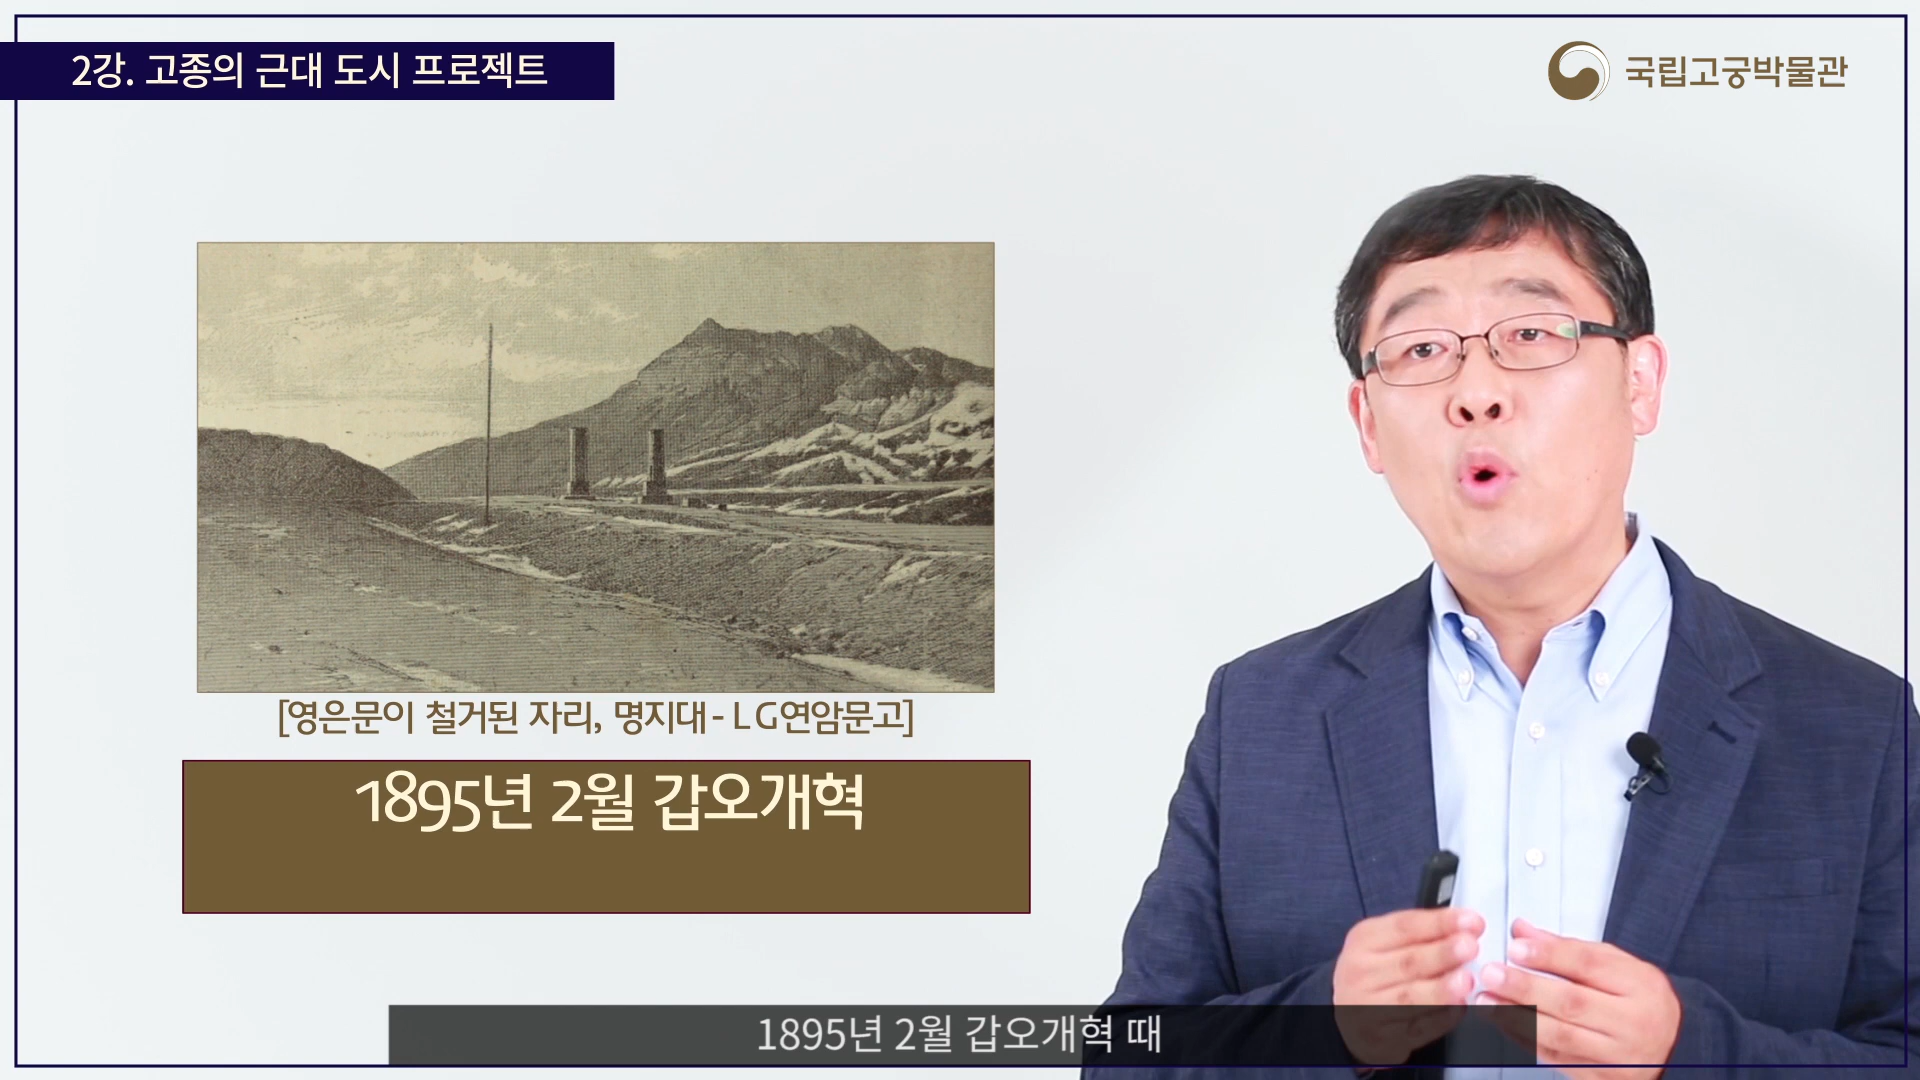 2강. 고종의 근대 도시 프로젝트
국립고궁박물관
[영은문이 철거된 자리, 명지대-LG연암문고]
1895년 2월 갑오개혁
1895년 2월 갑오개혁 때